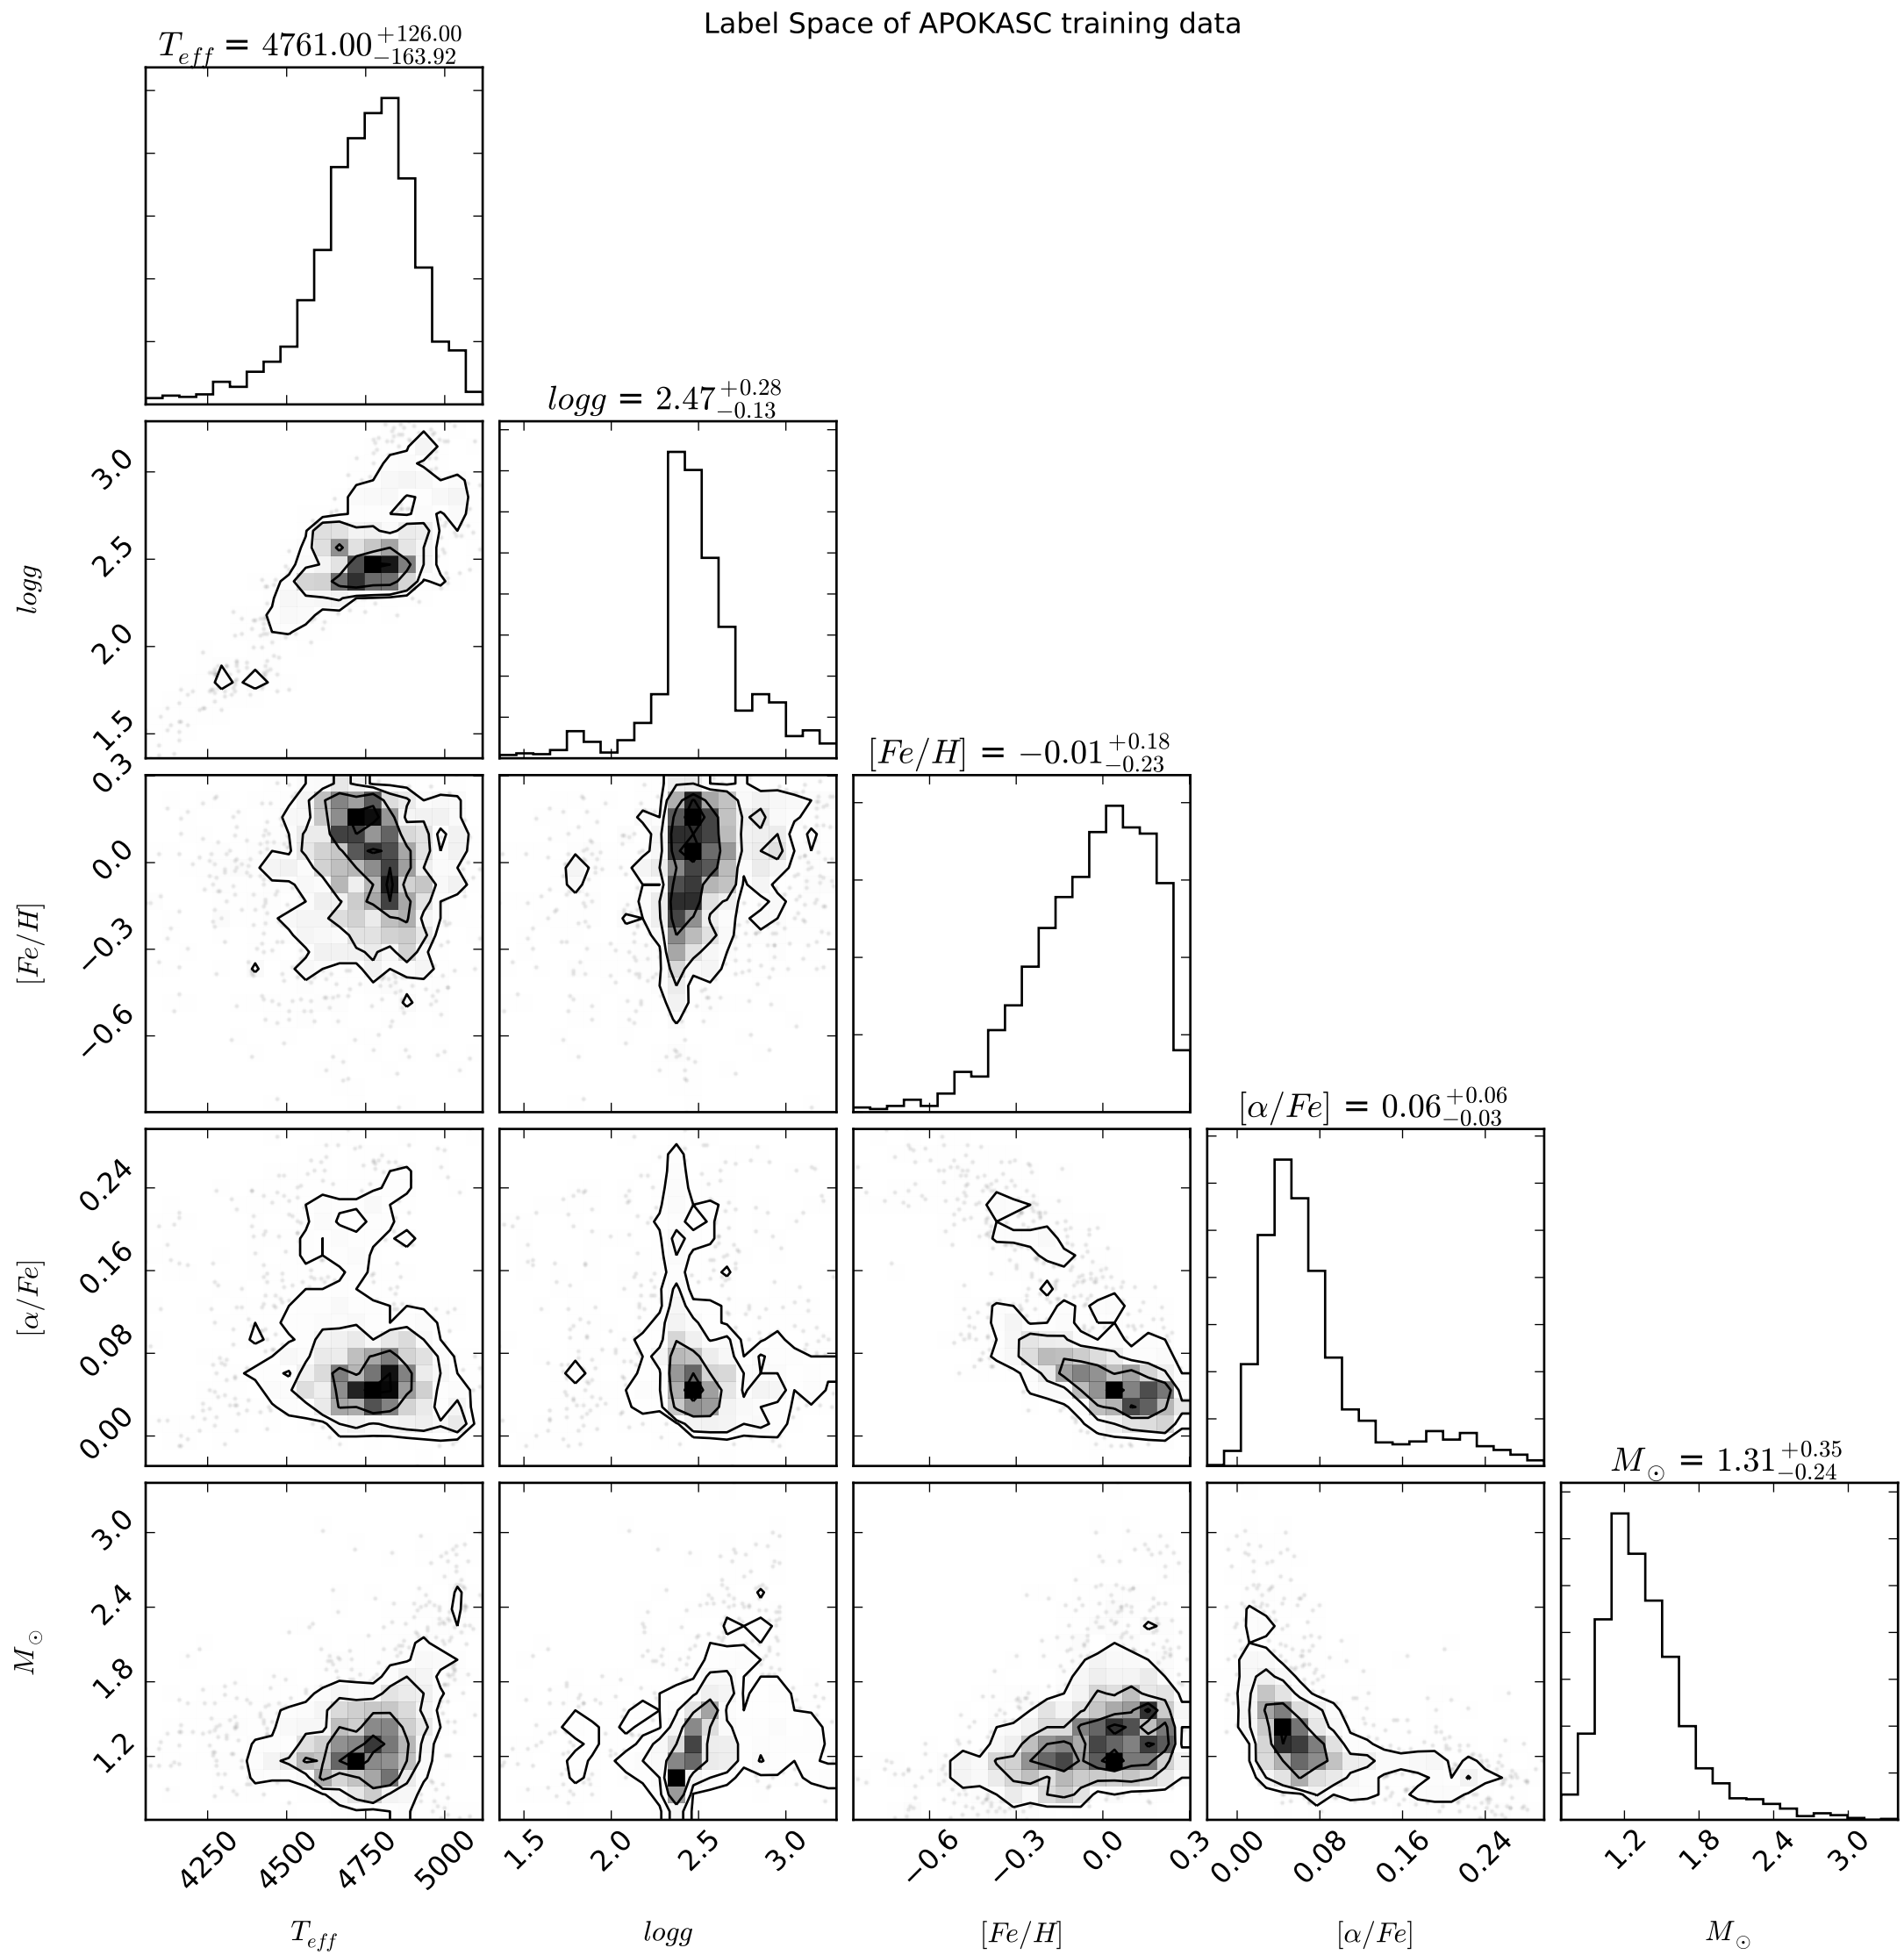 Label Space of APOKASC training data
T_eff = 4761.00 +126.00 −163.92
logg = 2.47 +0.28 −0.13
3.0
2.5
2.0
1.5
logg
[Fe/H] = −0.01 +0.18 −0.23
0.3
0.0
−0.3
−0.6
[Fe/H]
[α/Fe] = 0.06 +0.06 −0.03
0.24
0.16
0.08
0.00
[α/Fe]
M⊙ = 1.31 +0.35 −0.24
3.0
2.4
1.8
1.2
M⊙
4250 4500 4750 5000 1.5 2.0 2.5 3.0 −0.6 −0.3 0.0 0.3 0.00 0.08 0.16 0.24 1.2 1.8 2.4 3.0
T_eff logg [Fe/H] [α/Fe] M⊙